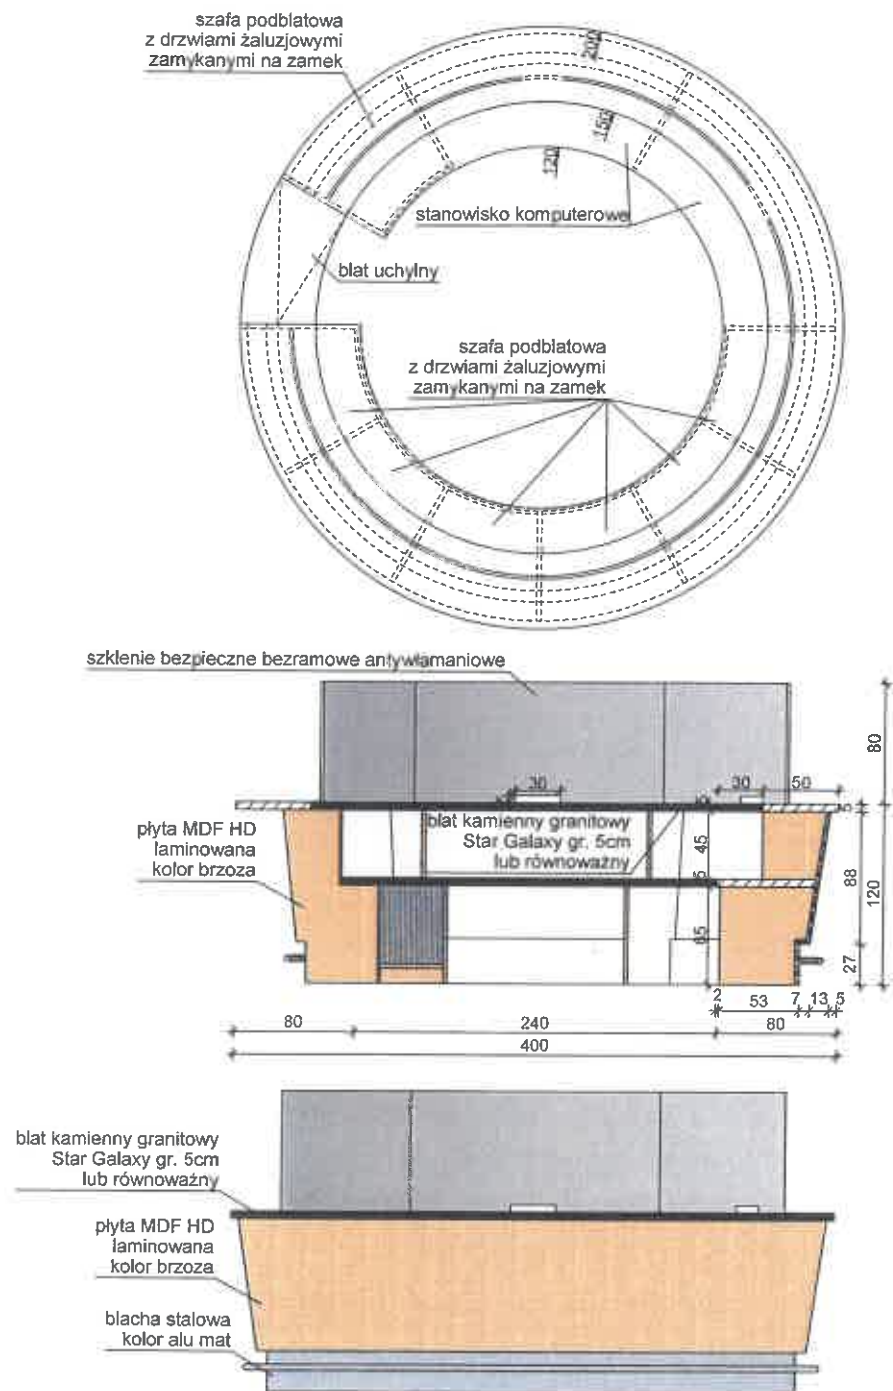 szafa podblatowa
z drzwiami żaluzjowymi
zamykanymi na zamek
200
150
120
stanowisko komputerowe
blat uchylny
szafa podblatowa
z drzwiami żaluzjowymi
zamykanymi na zamek
szklenie bezpieczne bezramowe antywłamaniowe
80
30
30
50
5
5
płyta MDF HD
laminowana
kolor brzoza
blat kamienny granitowy
Star Galaxy gr. 5cm
lub równoważny
45
5
88
120
65
27
2
53
7
13
5
80
240
80
400
blat kamienny granitowy
Star Galaxy gr. 5cm
lub równoważny
płyta MDF HD
laminowana
kolor brzoza
blacha stalowa
kolor alu mat